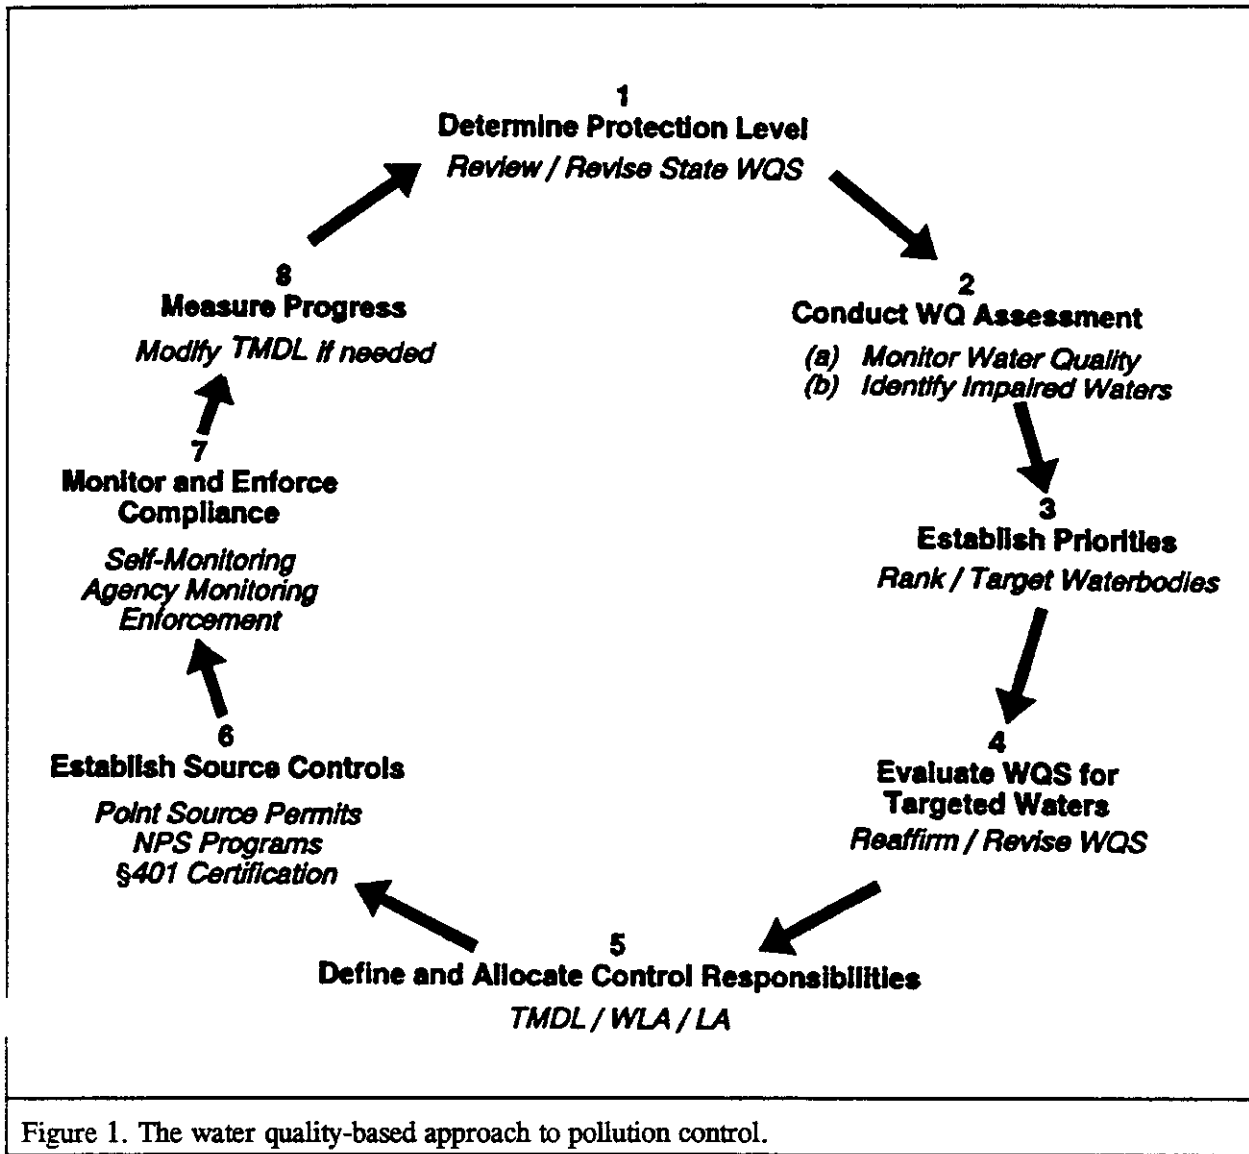 1
Determine Protection Level
Review / Revise State WQS
2
Conduct WQ Assessment
(a) Monitor Water Quality
(b) Identify Impaired Waters
3
Establish Priorities
Rank / Target Waterbodies
4
Evaluate WQS for
Targeted Waters
Reaffirm / Revise WQS
5
Define and Allocate Control Responsibilities
TMDL / WLA / LA
6
Establish Source Controls
Point Source Permits
NPS Programs
§401 Certification
7
Monitor and Enforce
Compliance
Self-Monitoring
Agency Monitoring
Enforcement
8
Measure Progress
Modify TMDL if needed
Figure 1. The water quality-based approach to pollution control.